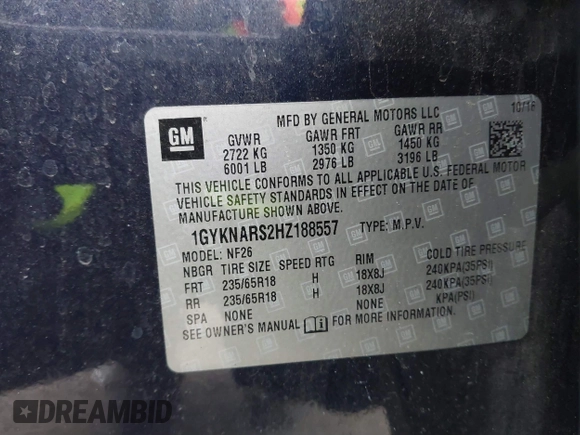 GM
MFD BY GENERAL MOTORS LLC
10/16
GVWR GAWR FRT GAWR RR
2722 KG 1350 KG 1450 KG
6001 LB 2976 LB 3196 LB
THIS VEHICLE CONFORMS TO ALL APPLICABLE U.S. FEDERAL MOTOR
VEHICLE SAFETY STANDARDS IN EFFECT ON THE DATE OF
MANUFACTURE SHOWN ABOVE.
1GYKNARS2HZ188557 TYPE: M.P.V.
MODEL: NF26
NBGR TIRE SIZE SPEED RTG RIM COLD TIRE PRESSURE
FRT 235/65R18 H 18X8J 240KPA(35PSI)
RR 235/65R18 H 18X8J 240KPA(35PSI)
SPA NONE NONE KPA(PSI)
SEE OWNER'S MANUAL FOR MORE INFORMATION.
DREAMBID